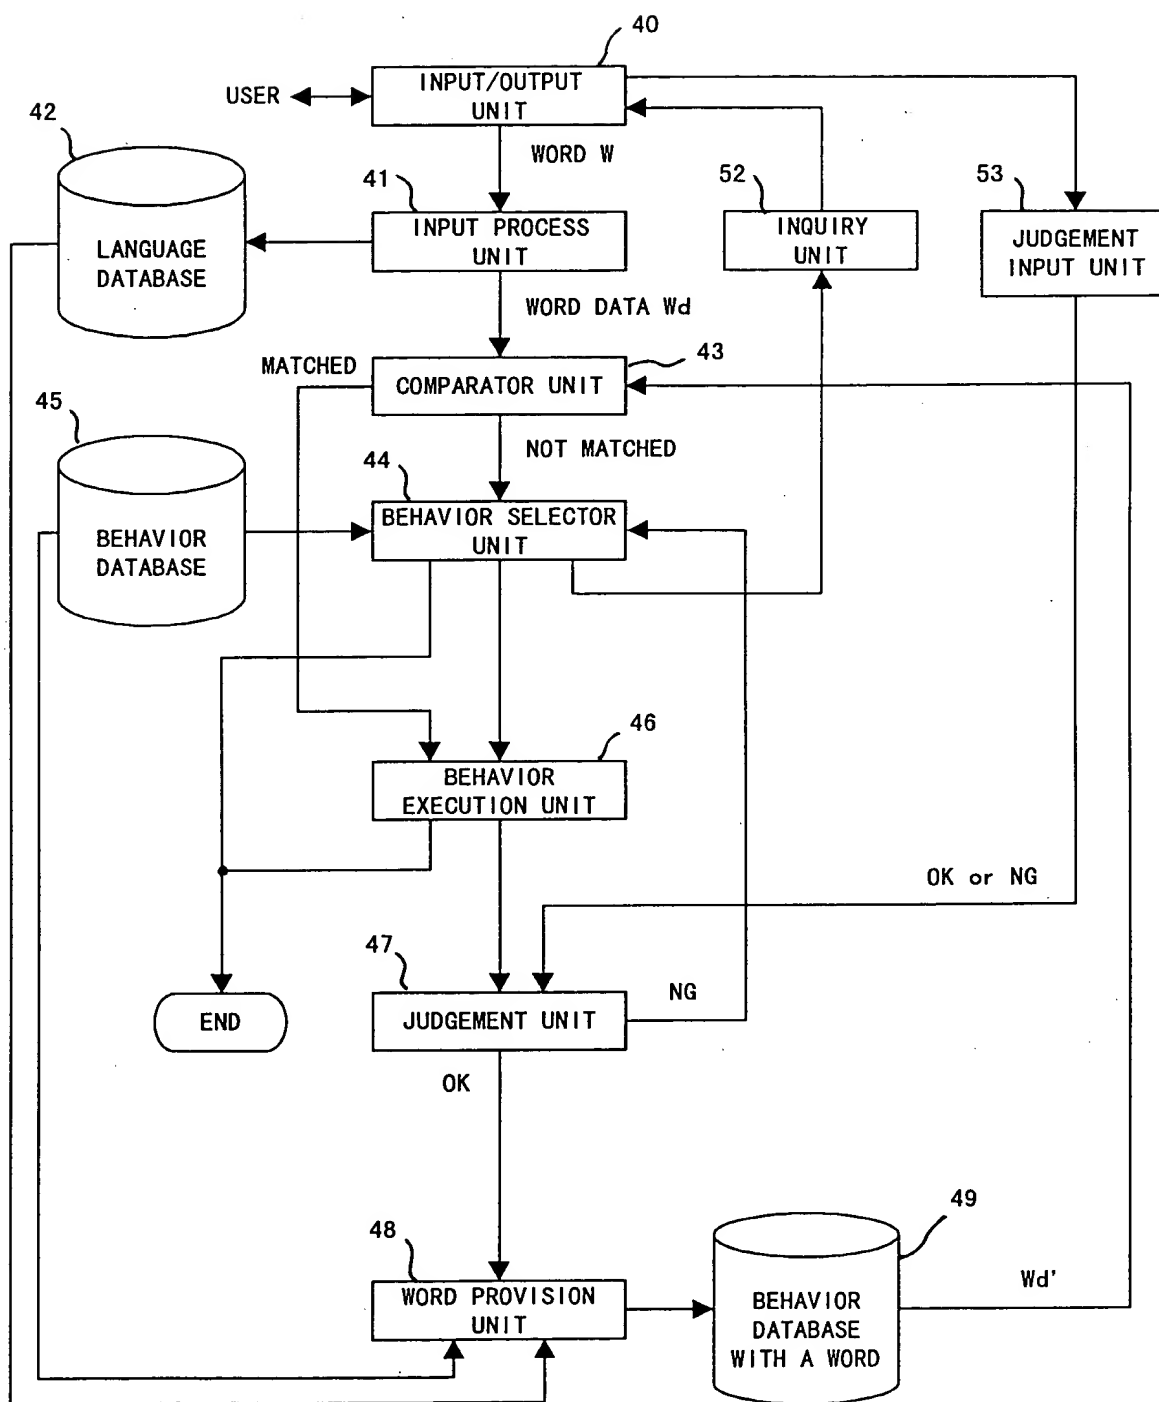 40
INPUT/OUTPUT
UNIT
USER
42
WORD W
41
52
53
INPUT PROCESS
UNIT
INQUIRY
UNIT
JUDGEMENT
INPUT UNIT
LANGUAGE
DATABASE
WORD DATA Wd
43
MATCHED
COMPARATOR UNIT
45
NOT MATCHED
44
BEHAVIOR SELECTOR
UNIT
BEHAVIOR
DATABASE
46
BEHAVIOR
EXECUTION UNIT
OK or NG
47
NG
END
JUDGEMENT UNIT
OK
49
48
Wd'
WORD PROVISION
UNIT
BEHAVIOR
DATABASE
WITH A WORD